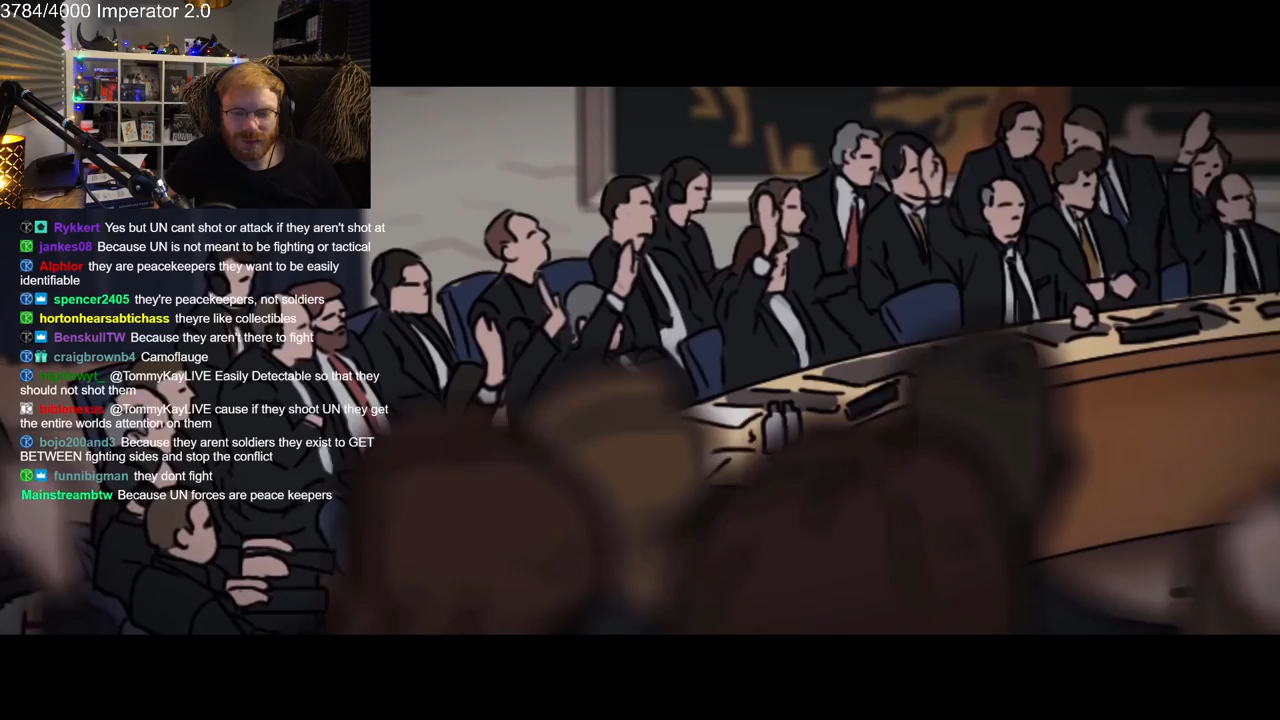 3784/4000 Imperator 2.0
Rykkert Yes but UN cant shot or attack if they aren't shot at
jankes08 Because UN is not meant to be fighting or tactical
Alphlor they are peacekeepers they want to be easily
identifiable
spencer2405 they're peacekeepers, not soldiers
hortonhearsabtichass theyre like collectibles
BenskullTW Because they aren't there to fight
craigbrownb4 Camoflauge
@TommyKayLIVE Easily Detectable so that they
should not shot them
@TommyKayLIVE cause if they shoot UN they get
the entire worlds attention on them
bojo200and3 Because they arent soldiers they exist to GET
BETWEEN fighting sides and stop the conflict
funnibigman they dont fight
Mainstreambtw Because UN forces are peace keepers